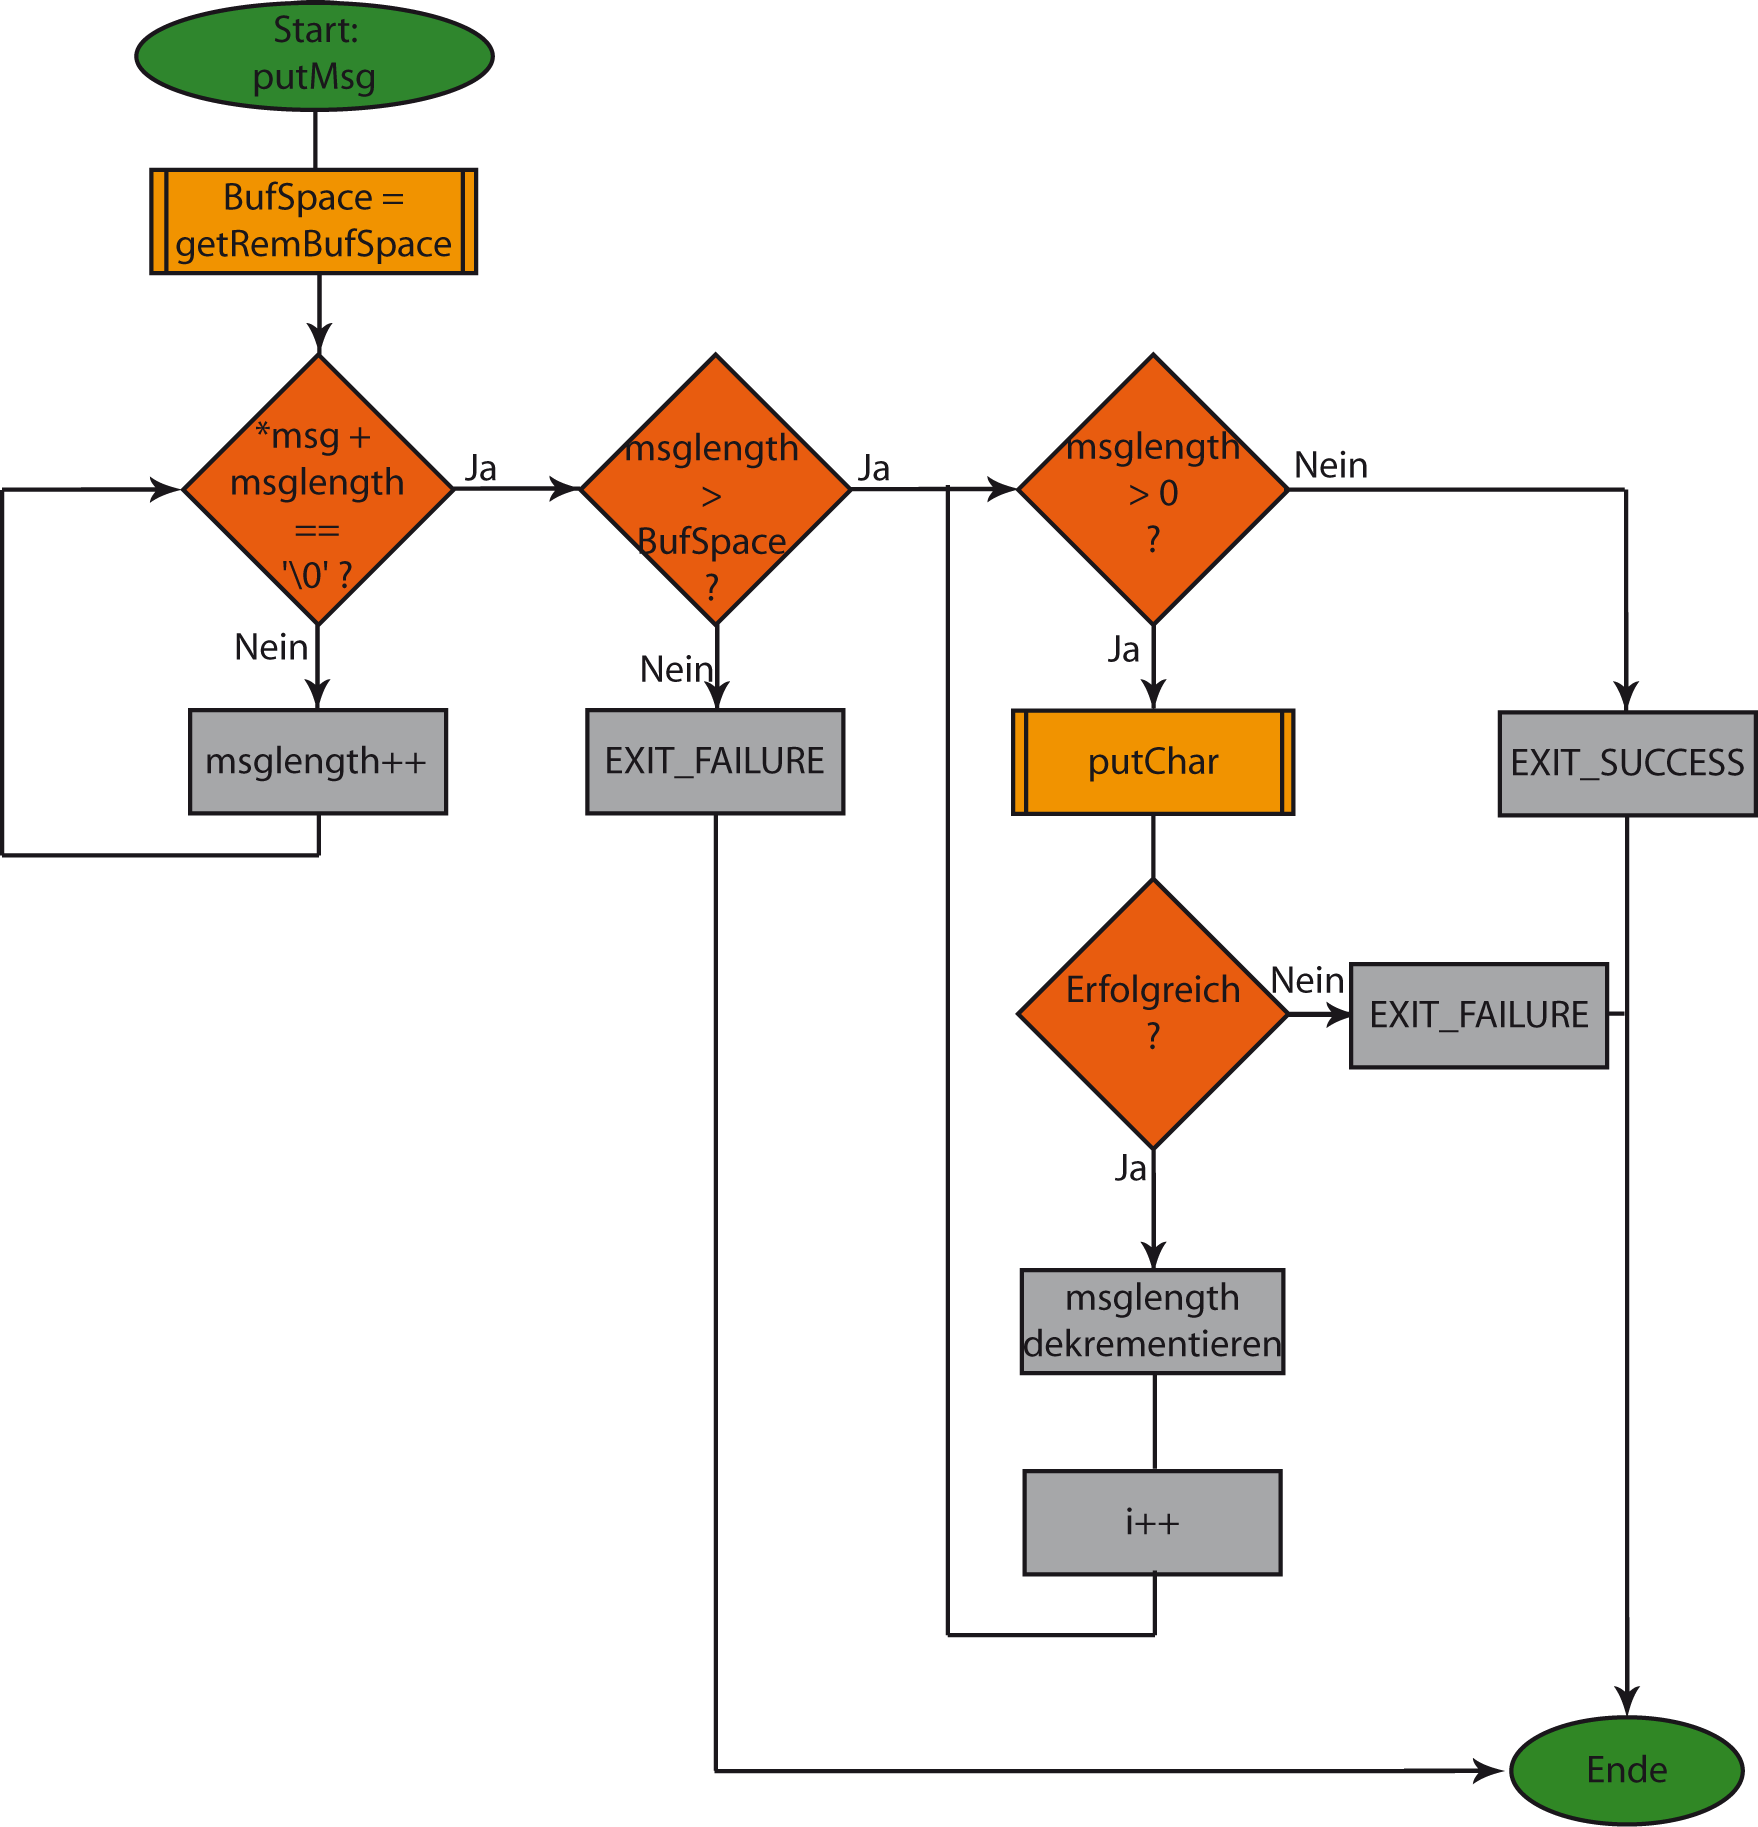 Start:
putMsg
BufSpace =
getRemBufSpace
*msg +
msglength
==
'\0' ?
Ja
Nein
msglength++
msglength
>
BufSpace
?
Ja
Nein
EXIT_FAILURE
msglength
> 0
?
Nein
Ja
putChar
EXIT_SUCCESS
Erfolgreich
?
Nein
EXIT_FAILURE
Ja
msglength
dekrementieren
i++
Ende